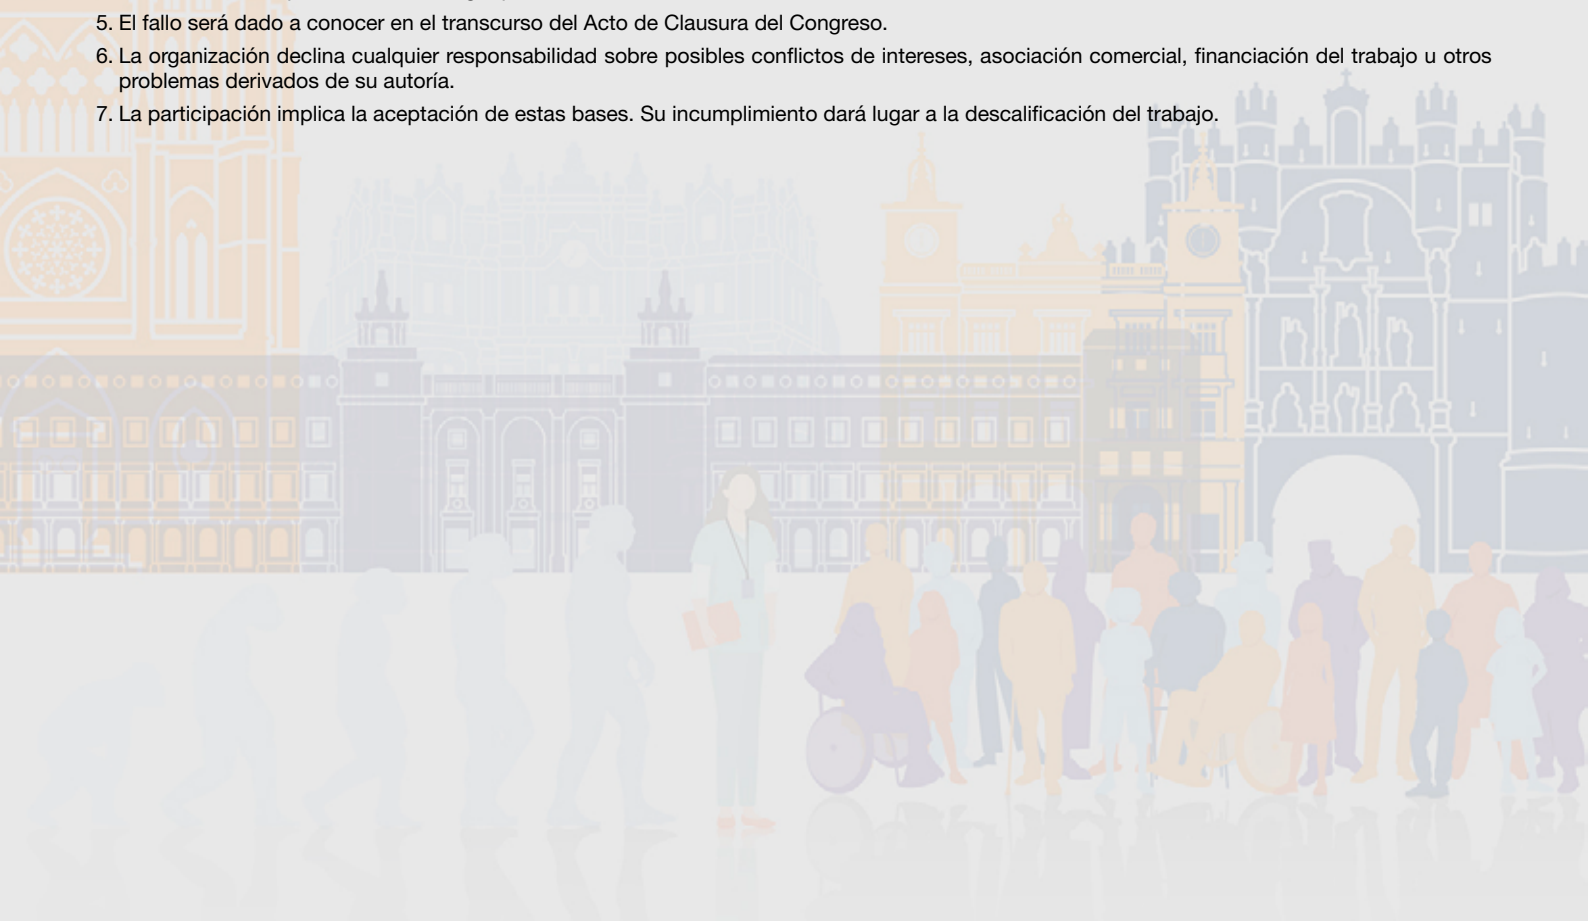 5. El fallo será dado a conocer en el transcurso del Acto de Clausura del Congreso.
6. La organización declina cualquier responsabilidad sobre posibles conflictos de intereses, asociación comercial, financiación del trabajo u otros
problemas derivados de su autoría.
7. La participación implica la aceptación de estas bases. Su incumplimiento dará lugar a la descalificación del trabajo.